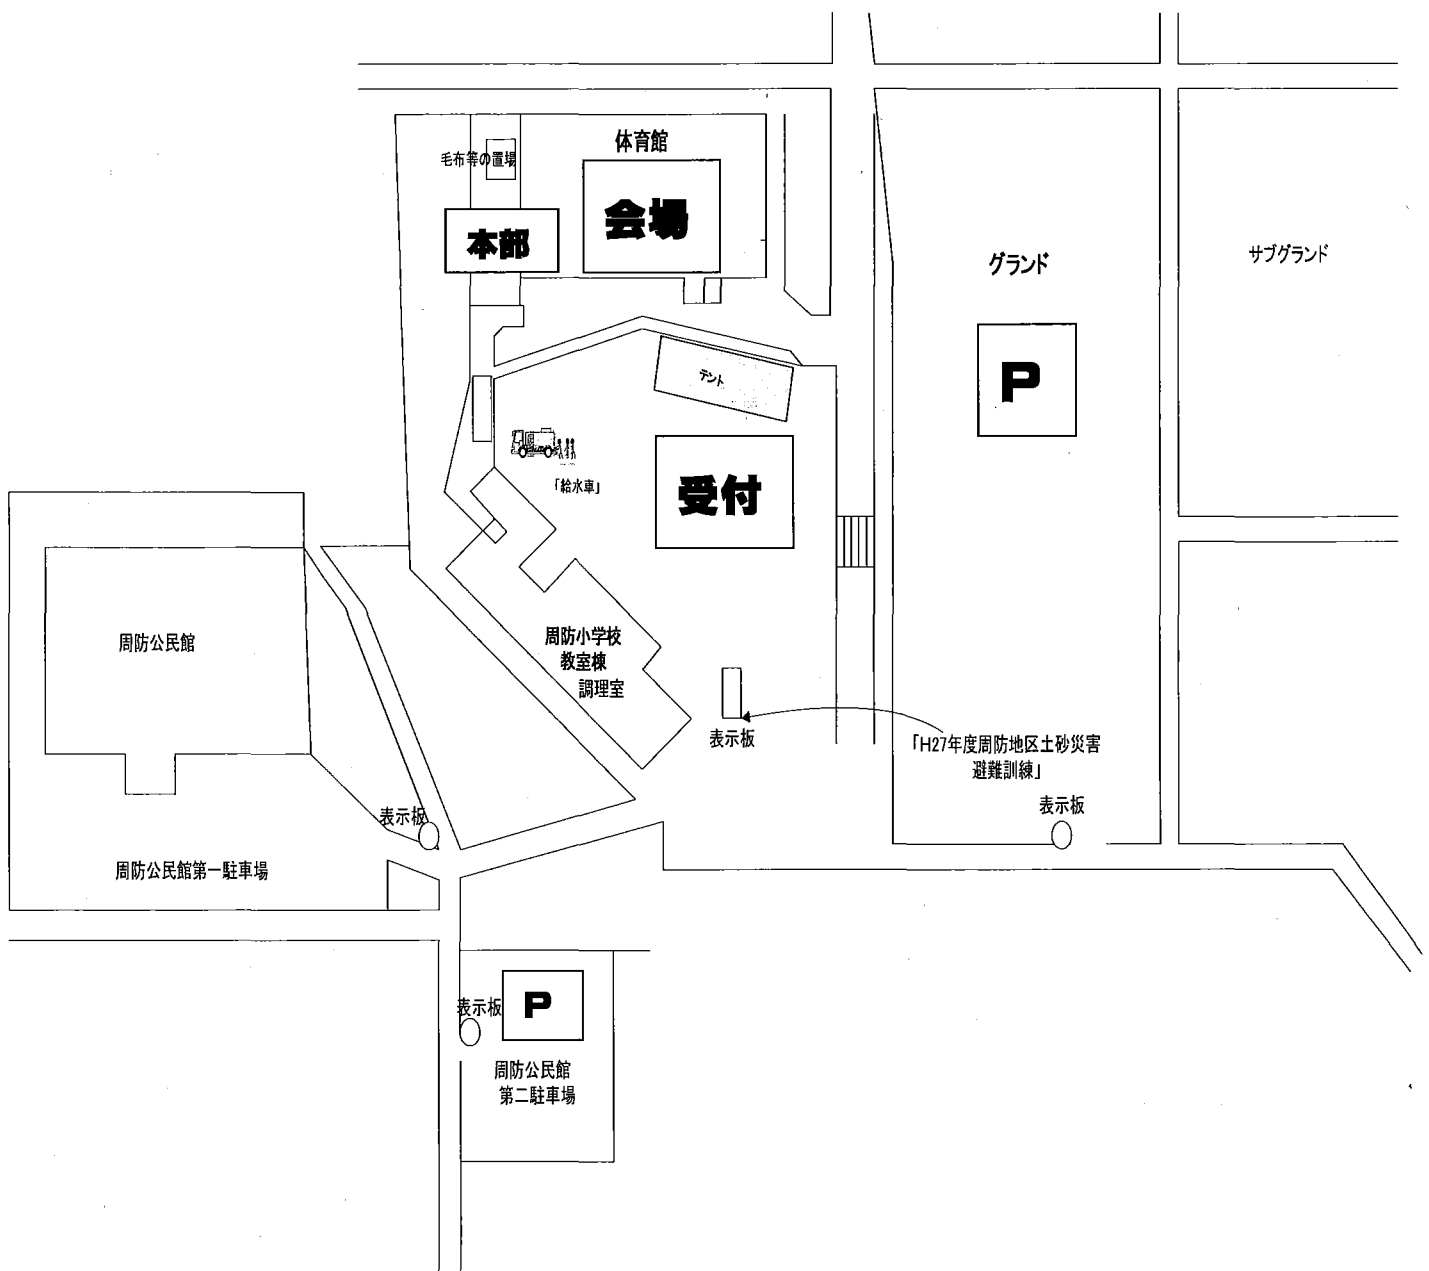 体育館
毛布等の置場
会場
本部
グランド
サブグランド
P
テント
「給水車」
受付
周防小学校
教室棟
調理室
周防公民館
表示板
「H27年度周防地区土砂災害
避難訓練」
表示板
表示板
周防公民館第一駐車場
表示板
P
周防公民館
第二駐車場